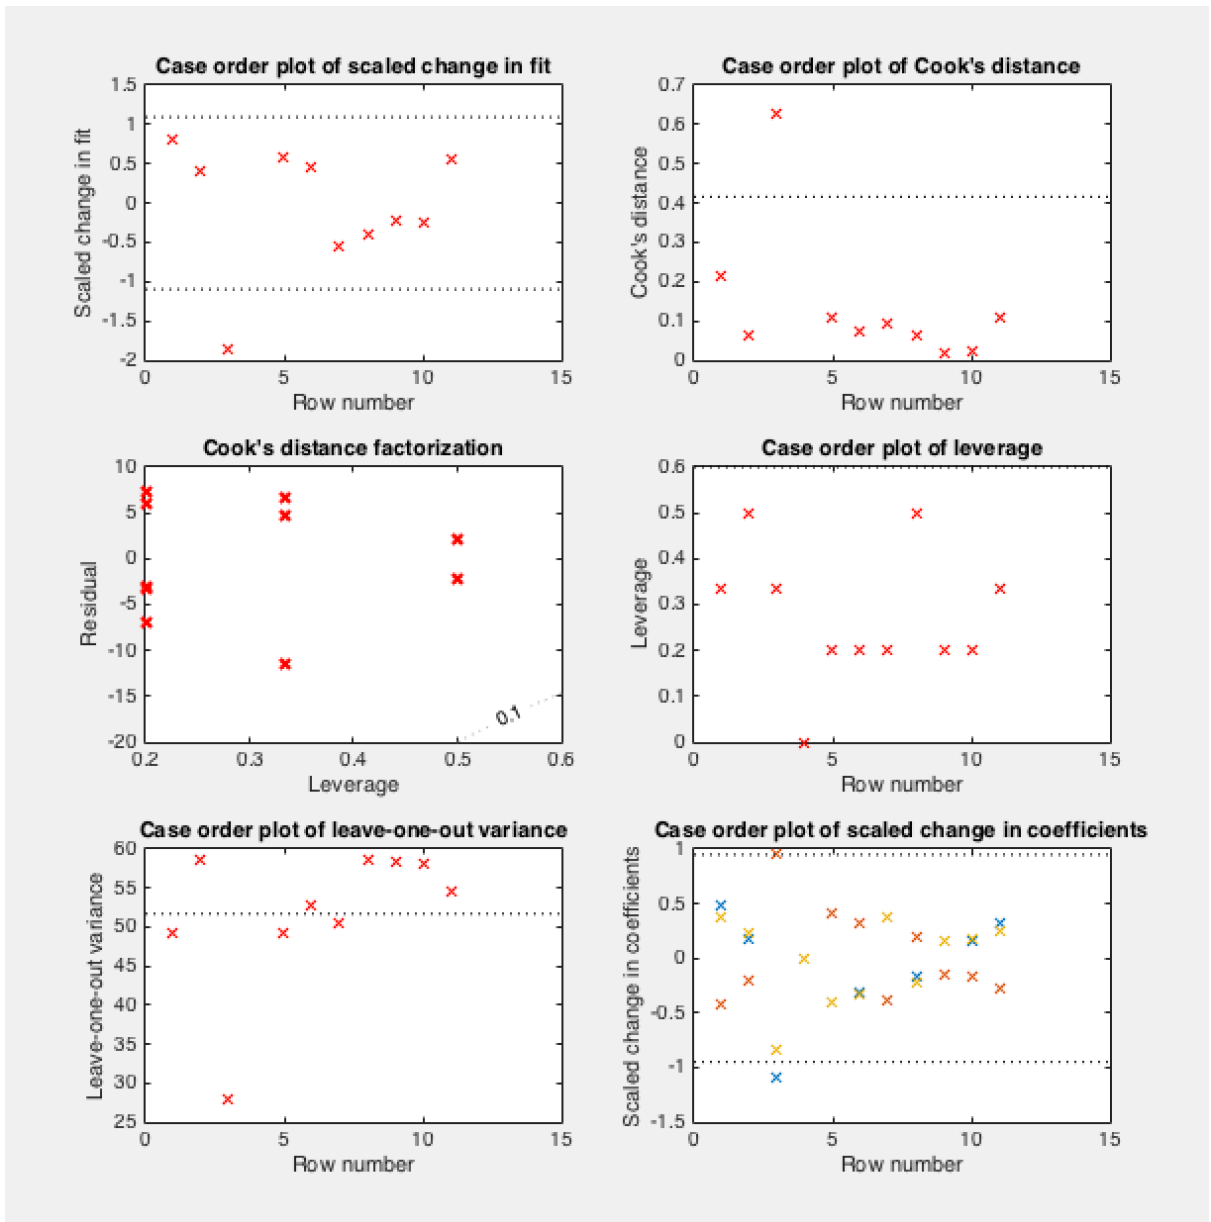 Case order plot of scaled change in fit
Scaled change in fit
1.5
1
0.5
0
-0.5
-1
-1.5
-2
0 5 10 15
Row number
Case order plot of Cook's distance
Cook's distance
0.7
0.6
0.5
0.4
0.3
0.2
0.1
0
0 5 10 15
Row number
Cook's distance factorization
Residual
10
5
0
-5
-10
-15
-20
0.1
0.2 0.3 0.4 0.5 0.6
Leverage
Case order plot of leverage
Leverage
0.6
0.5
0.4
0.3
0.2
0.1
0
0 5 10 15
Row number
Case order plot of leave-one-out variance
Leave-one-out variance
60
55
50
45
40
35
30
25
0 5 10 15
Row number
Case order plot of scaled change in coefficients
Scaled change in coefficients
1
0.5
0
-0.5
-1
-1.5
0 5 10 15
Row number